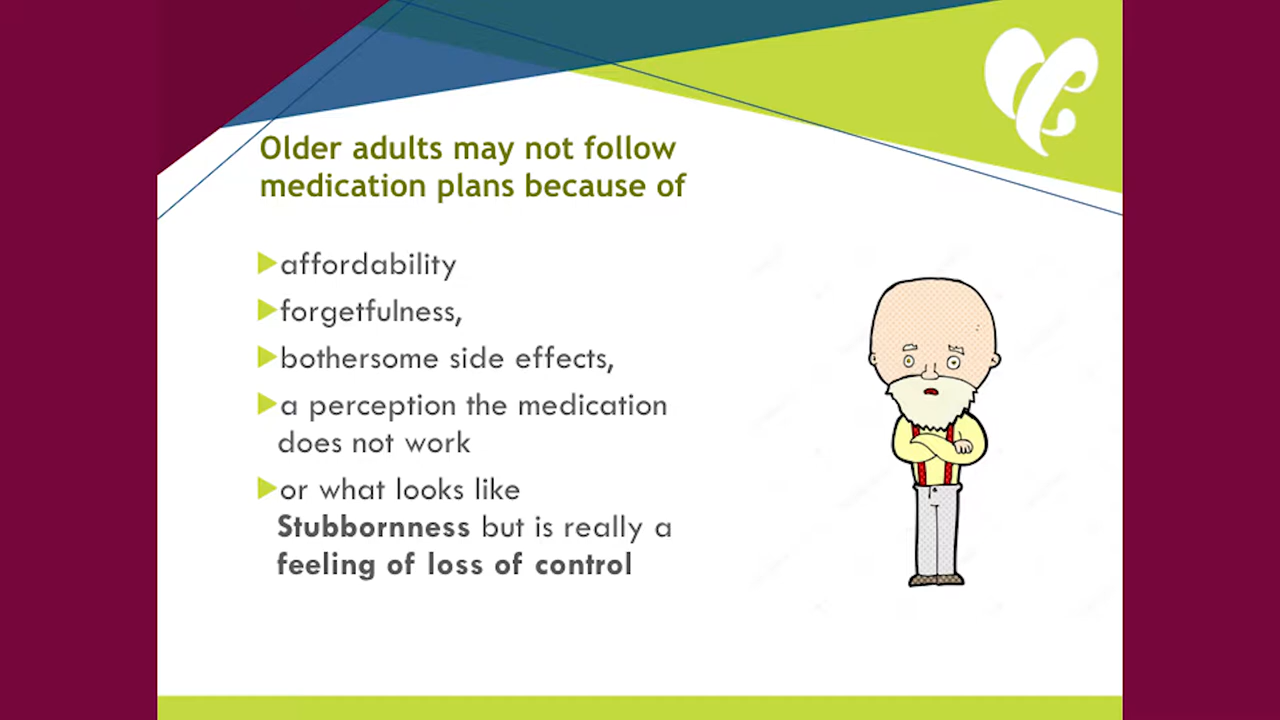 Older adults may not follow
medication plans because of
affordability
forgetfulness,
bothersome side effects,
a perception the medication
does not work
or what looks like
Stubbornness but is really a
feeling of loss of control